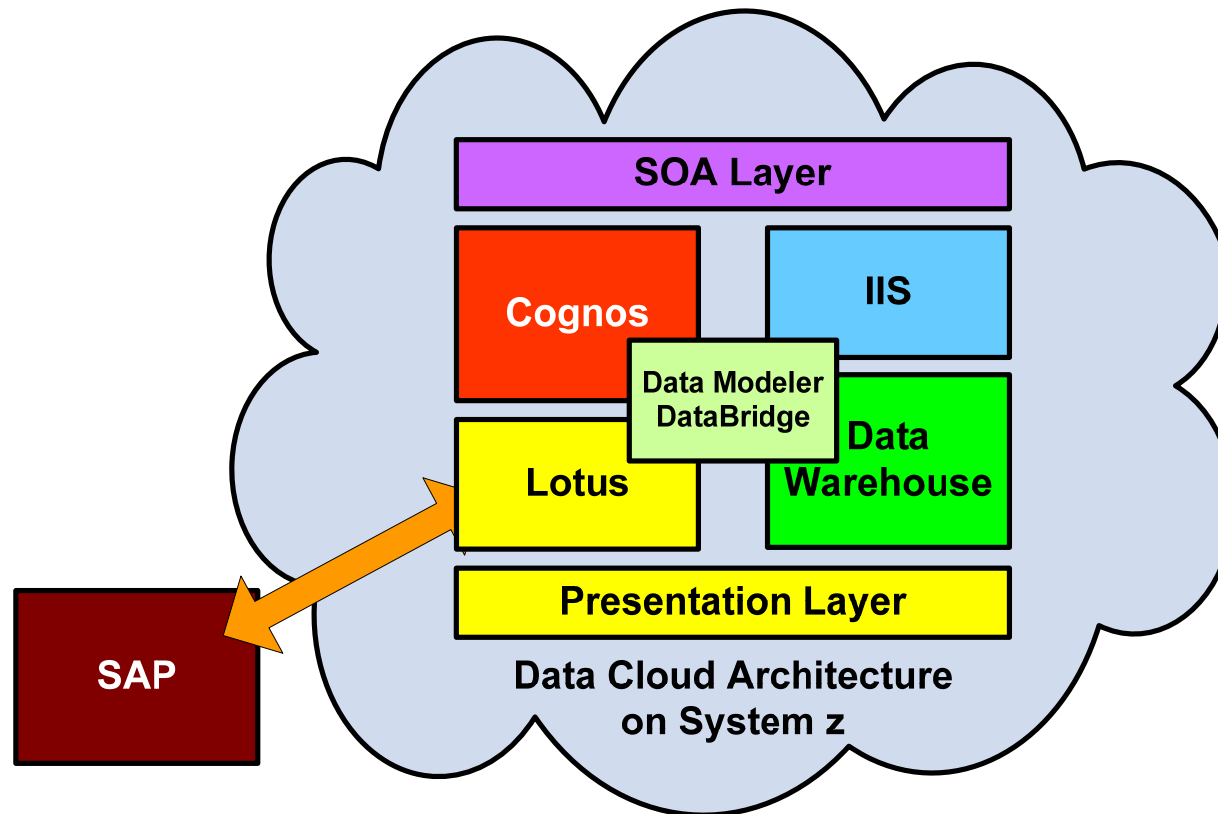 SOA Layer
Cognos
IIS
Data Modeler
DataBridge
Data
Warehouse
Lotus
Presentation Layer
SAP
Data Cloud Architecture
on System z